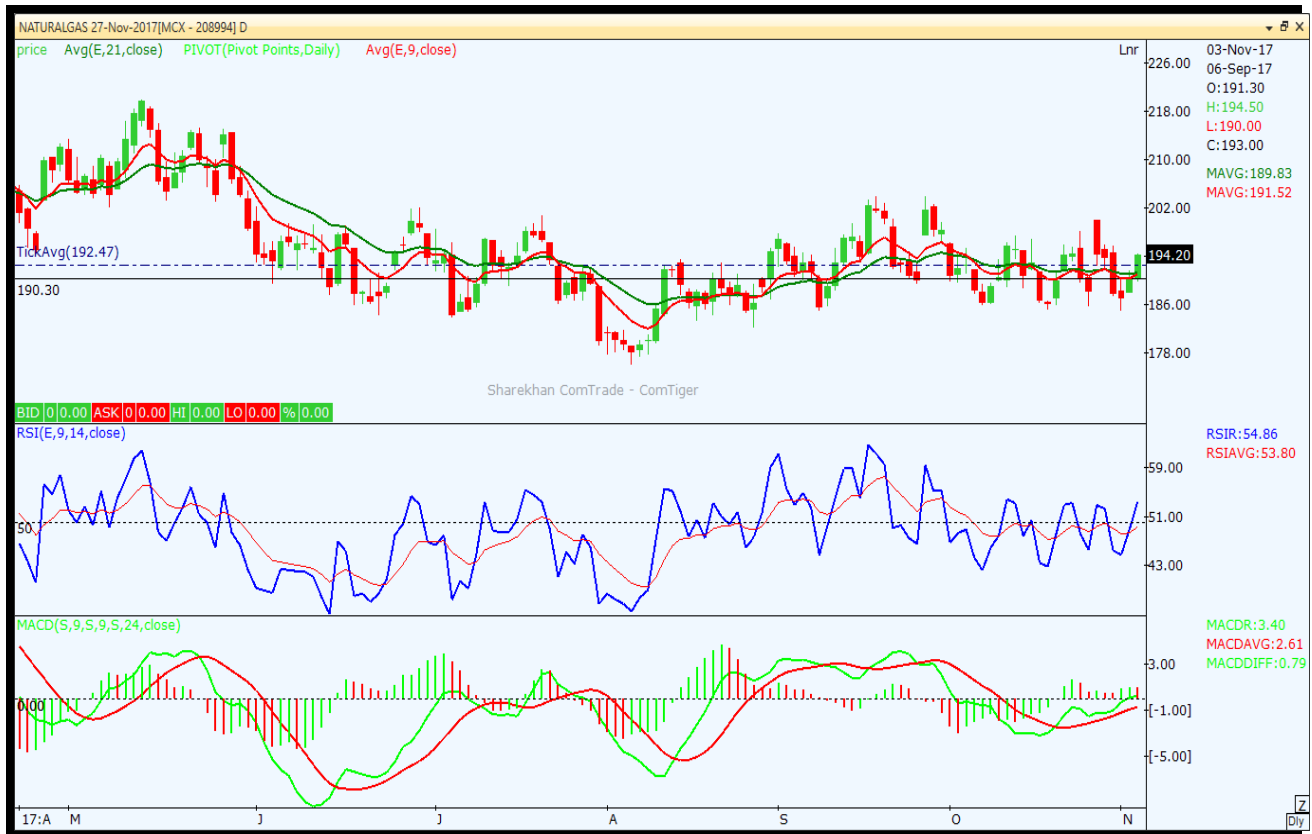 NATURALGAS 27-Nov-2017[MCX - 208994] D
price Avg(E,21,close) PIVOT(Pivot Points,Daily) Avg(E,9,close) Lnr
03-Nov-17
06-Sep-17
O:191.30
H:194.50
L:190.00
C:193.00
MAVG:189.83
MAVG:191.52
226.00
218.00
210.00
202.00
194.20
186.00
178.00
TickAvg(192.47)
190.30
Sharekhan ComTrade - ComTiger
BID 0 0.00 ASK 0 0.00 HI 0.00 LO 0.00 % 0.00
RSI(E,9,14,close)
RSIR:54.86
RSIAVG:53.80
59.00
51.00
43.00
50
MACD(S,9,S,9,S,24,close)
MACDR:3.40
MACDAVG:2.61
MACDDIFF:0.79
3.00
[-1.00]
[-5.00]
0.00
17:A M J J A S O N
Z
Dly